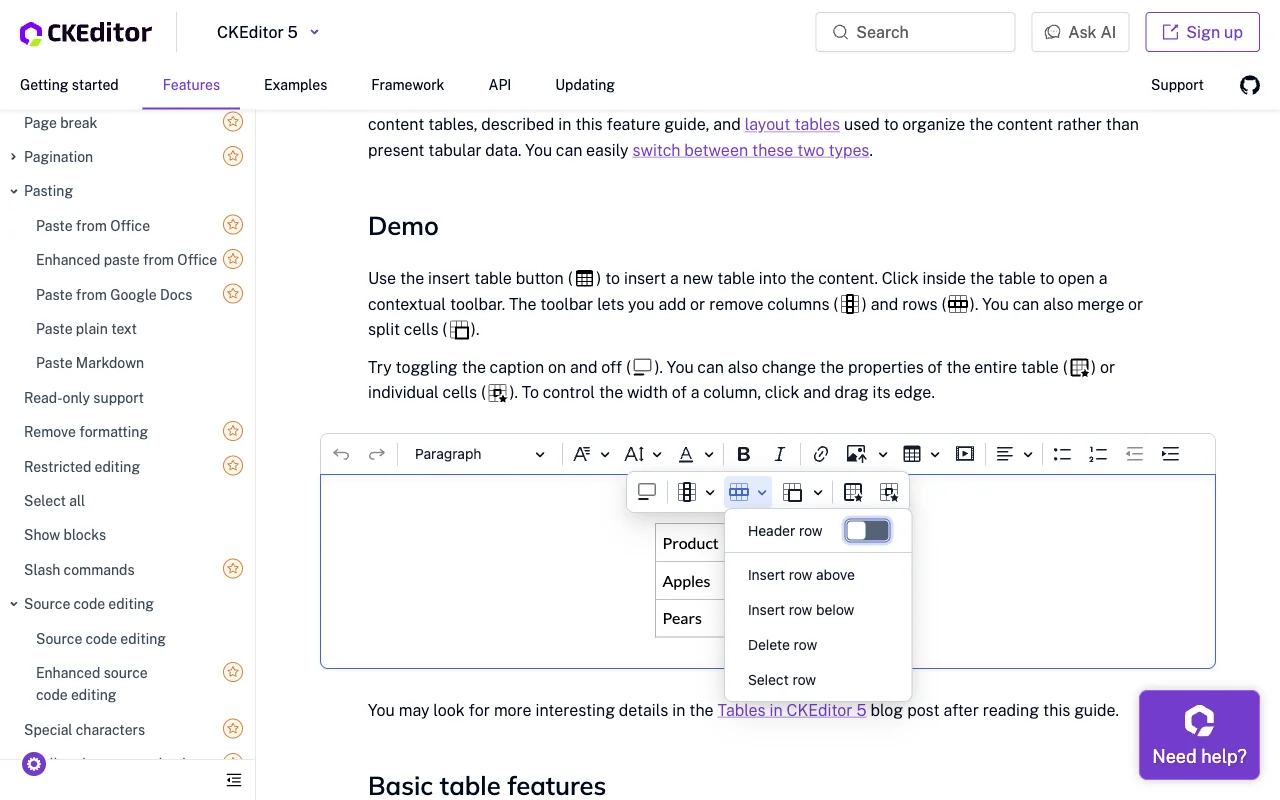 CKEditor
CKEditor 5
Search
Ask AI
Sign up
Getting started
Features
Examples
Framework
API
Updating
Support
Page break
Pagination
Pasting
Paste from Office
Enhanced paste from Office
Paste from Google Docs
Paste plain text
Paste Markdown
Read-only support
Remove formatting
Restricted editing
Select all
Show blocks
Slash commands
Source code editing
Source code editing
Enhanced source
code editing
Special characters
content tables, described in this feature guide, and layout tables used to organize the content rather than
present tabular data. You can easily switch between these two types.
Demo
Use the insert table button ( ) to insert a new table into the content. Click inside the table to open a
contextual toolbar. The toolbar lets you add or remove columns ( ) and rows ( ). You can also merge or
split cells ( ).
Try toggling the caption on and off ( ). You can also change the properties of the entire table ( ) or
individual cells ( ). To control the width of a column, click and drag its edge.
Paragraph
Header row
Insert row above
Insert row below
Delete row
Select row
Product
Apples
Pears
You may look for more interesting details in the Tables in CKEditor 5 blog post after reading this guide.
Basic table features
Need help?